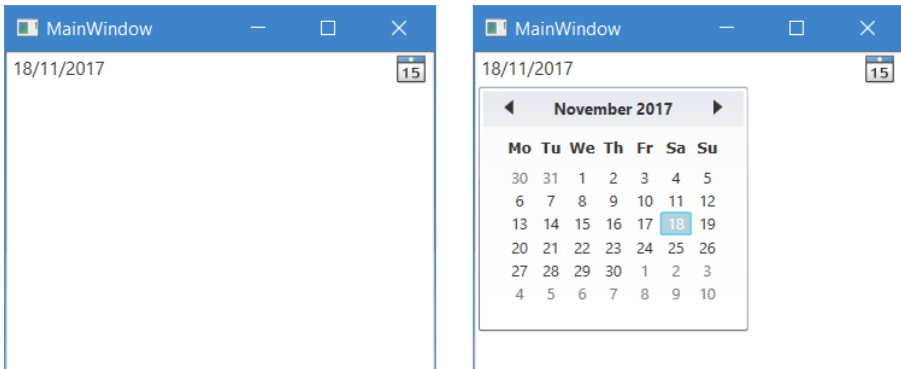 MainWindow
18/11/2017 15
MainWindow
18/11/2017 15
November 2017
Mo Tu We Th Fr Sa Su
30 31 1 2 3 4 5
6 7 8 9 10 11 12
13 14 15 16 17 18 19
20 21 22 23 24 25 26
27 28 29 30 1 2 3
4 5 6 7 8 9 10